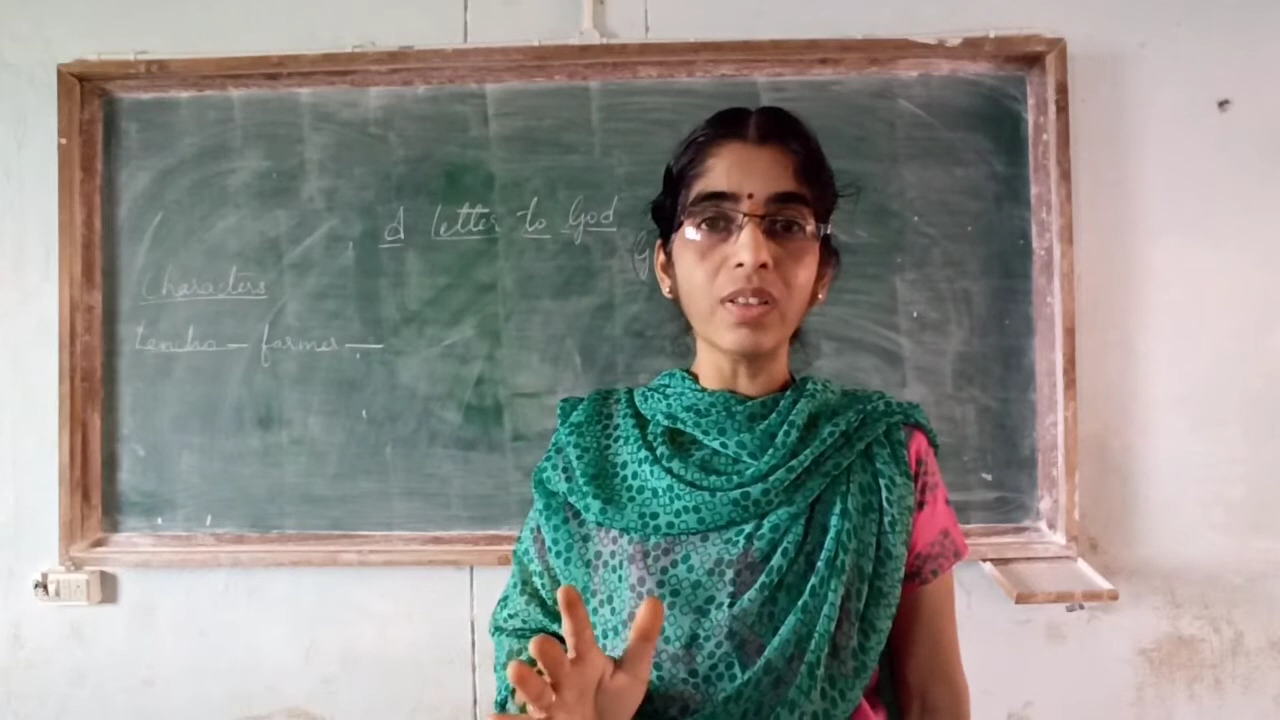 A letter to God
G
Characters
Lencho — farmer —